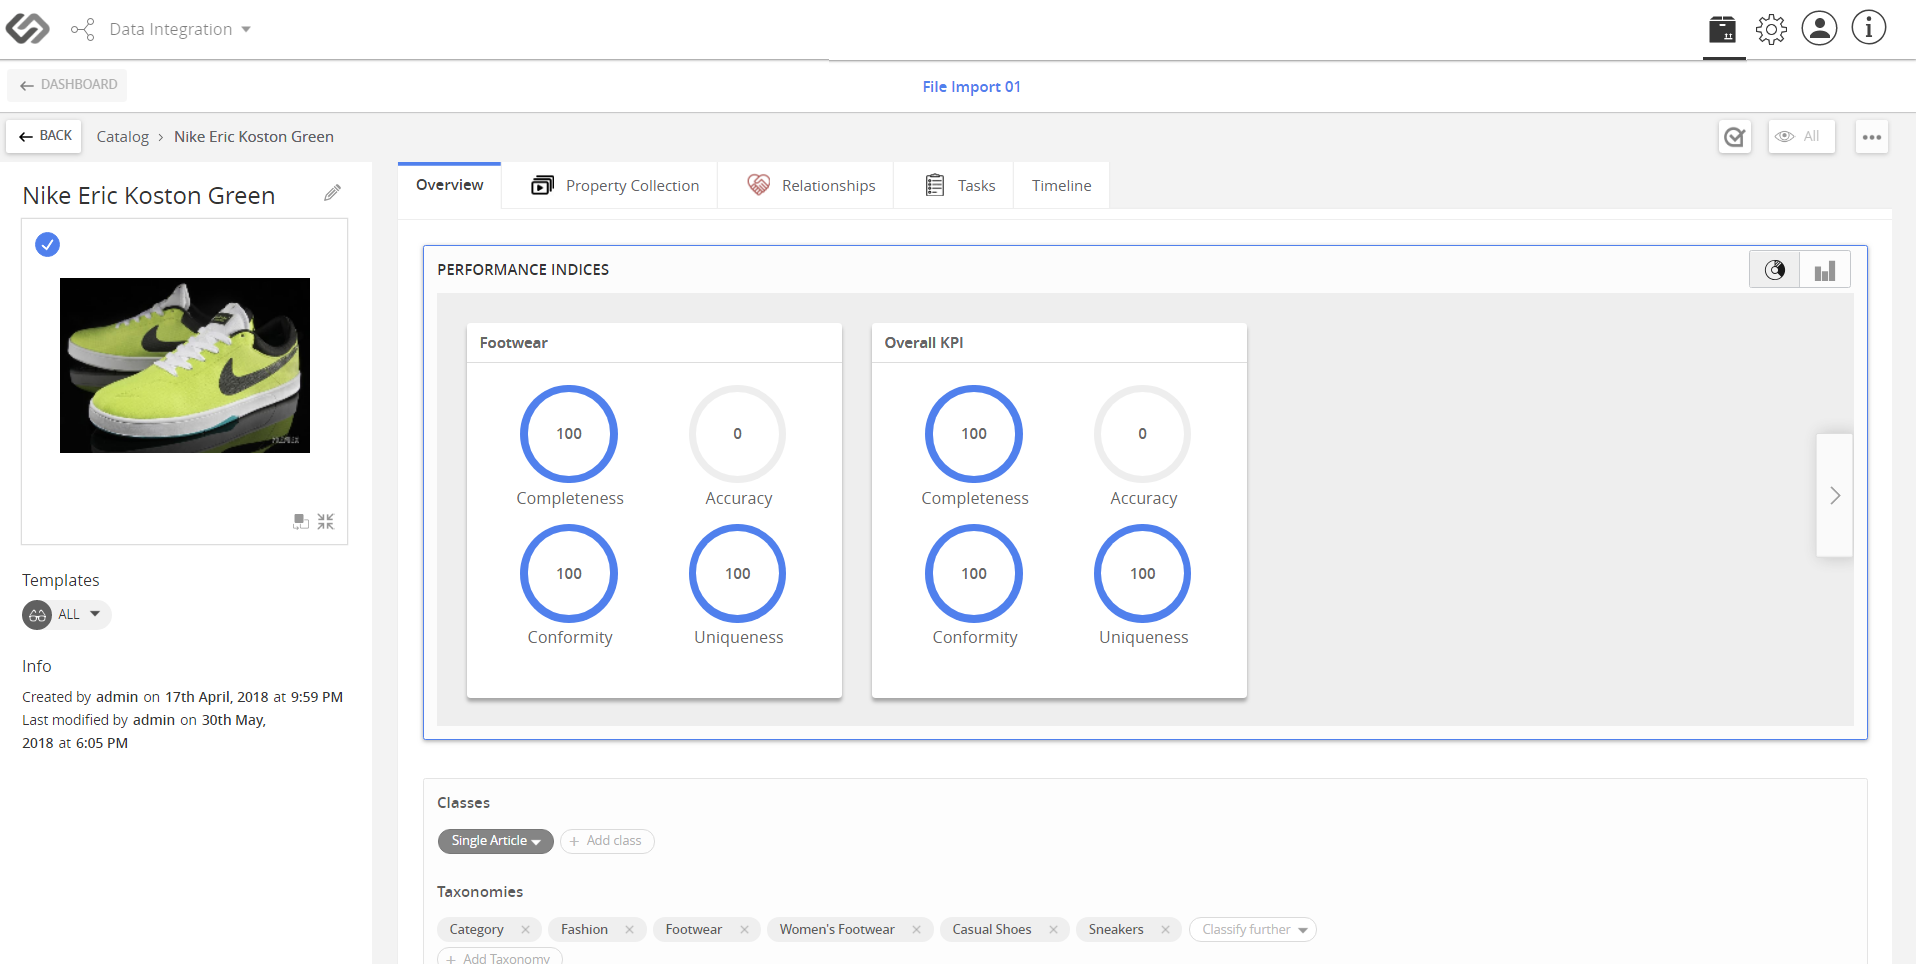 Data Integration
DASHBOARD
File Import 01
BACK
Catalog › Nike Eric Koston Green
All
Nike Eric Koston Green
Overview
Property Collection
Relationships
Tasks
Timeline
PERFORMANCE INDICES
Footwear
Overall KPI
100
0
100
0
Completeness
Accuracy
Completeness
Accuracy
100
100
100
100
Conformity
Uniqueness
Conformity
Uniqueness
Templates
ALL
Info
Created by admin on 17th April, 2018 at 9:59 PM
Last modified by admin on 30th May,
2018 at 6:05 PM
Classes
Single Article
+ Add class
Taxonomies
Category ×
Fashion ×
Footwear ×
Women's Footwear ×
Casual Shoes ×
Sneakers ×
Classify further
+ Add Taxonomy